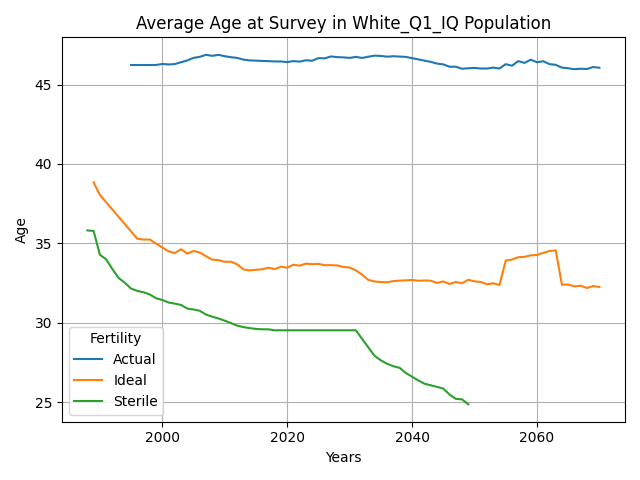 Average Age at Survey in White_Q1_IQ Population
Age
45
40
35
30
25
Fertility
Actual
Ideal
Sterile
2000
2020
2040
2060
Years